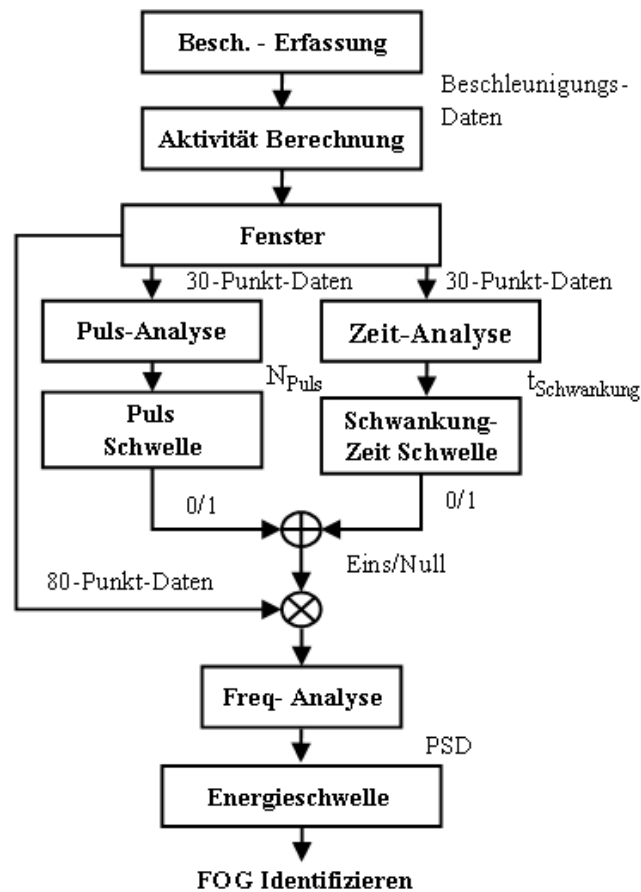 Besch. - Erfassung
Beschleunigungs-
Daten
Aktivität Berechnung
Fenster
30-Punkt-Daten
30-Punkt-Daten
Puls-Analyse
Zeit-Analyse
NPuls
tSchwankung
Puls
Schwelle
Schwankung-
Zeit Schwelle
0/1
0/1
Eins/Null
80-Punkt-Daten
Freq- Analyse
PSD
Energieschwelle
FOG Identifizieren